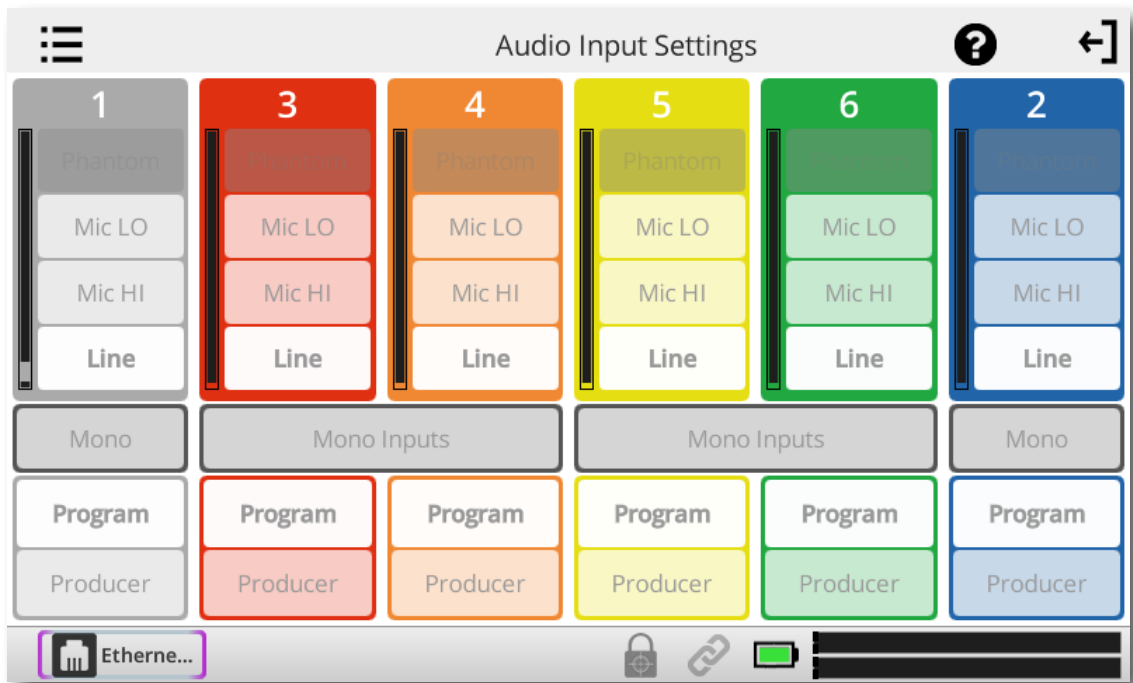 Audio Input Settings
1 3 4 5 6 2
Phantom Phantom Phantom Phantom Phantom Phantom
Mic LO Mic LO Mic LO Mic LO Mic LO Mic LO
Mic HI Mic HI Mic HI Mic HI Mic HI Mic HI
Line Line Line Line Line Line
Mono Mono Inputs Mono Inputs Mono
Program Program Program Program Program Program
Producer Producer Producer Producer Producer Producer
Etherne...